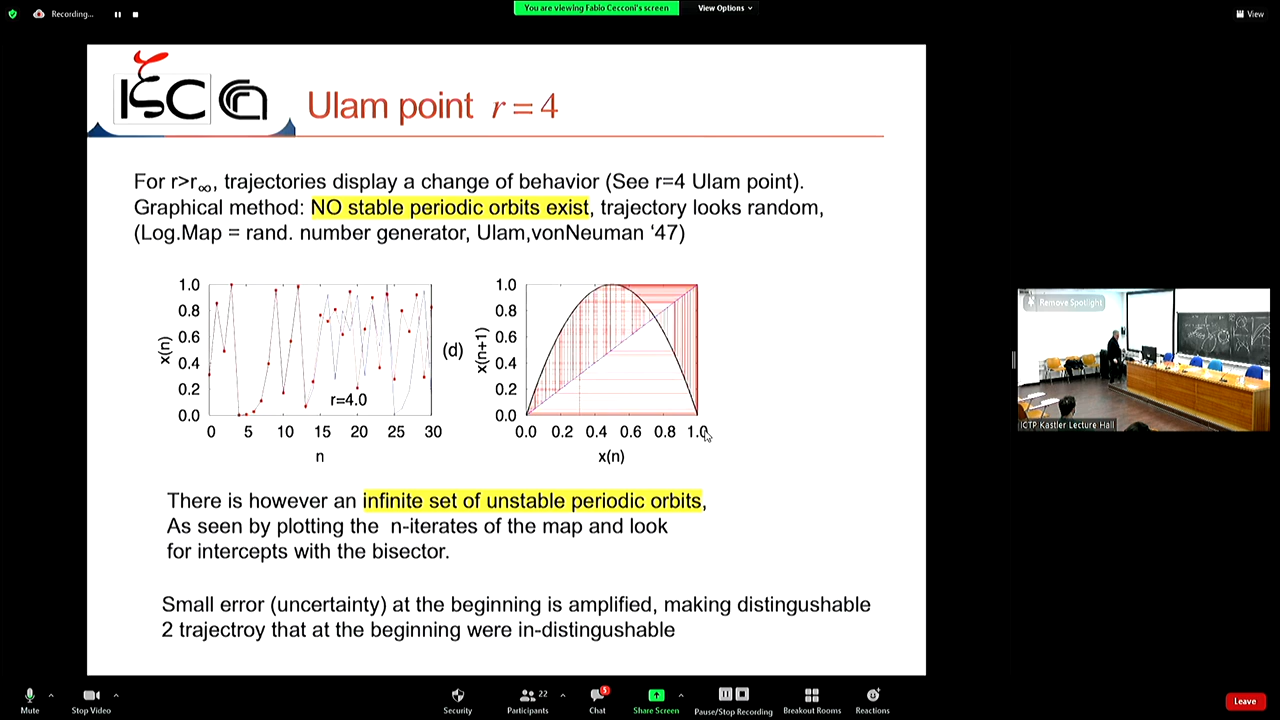 Recording...
You are viewing Fabio Cecconi's screen
View Options
View
ISC
Ulam point r = 4
For r>r∞, trajectories display a change of behavior (See r=4 Ulam point).
Graphical method: NO stable periodic orbits exist, trajectory looks random,
(Log.Map = rand. number generator, Ulam,vonNeuman ‘47)
1.0
0.8
0.6
0.4
0.2
0.0
x(n)
r=4.0
0 5 10 15 20 25 30
n
(d)
1.0
0.8
0.6
0.4
0.2
0.0
x(n+1)
0.0 0.2 0.4 0.6 0.8 1.0
x(n)
Remove Spotlight
ICTP Kastler Lecture Hall
There is however an infinite set of unstable periodic orbits,
As seen by plotting the n-iterates of the map and look
for intercepts with the bisector.
Small error (uncertainty) at the beginning is amplified, making distingushable
2 trajectroy that at the beginning were in-distingushable
Mute
Stop Video
Security
22
Participants
5
Chat
Share Screen
Pause/Stop Recording
Breakout Rooms
Reactions
Leave